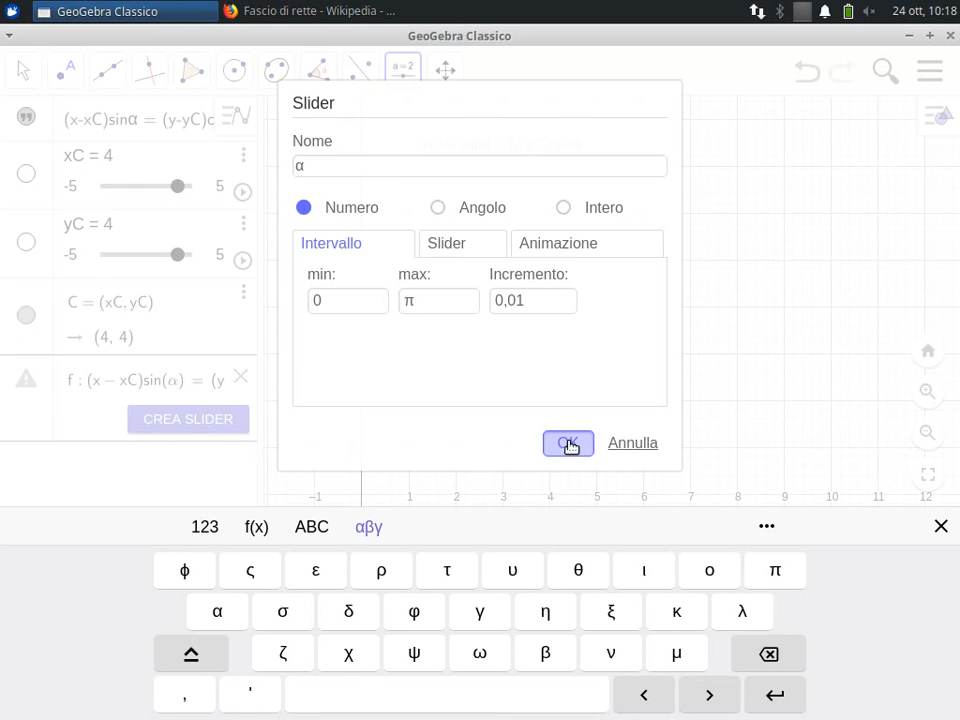 GeoGebra Classico
Fascio di rette - Wikipedia - ...
24 ott, 10:18
GeoGebra Classico
a=2
(x-xC)sinα = (y-yC)c
xC = 4
-5 5
yC = 4
-5 5
C = (xC, yC)
→ (4, 4)
f : (x − xC)sin(α) = (y
CREA SLIDER
Slider
Nome
α
Numero Angolo Intero
Intervallo Slider Animazione
min: max: Incremento:
0 π 0,01
OK Annulla
−1 1 2 3 4 5 6 7 8 9 10 11 12
123 f(x) ABC αβγ ...
ϕ ς ε ρ τ υ θ ι ο π
α σ δ φ γ η ξ κ λ
ζ χ ψ ω β ν μ
, '